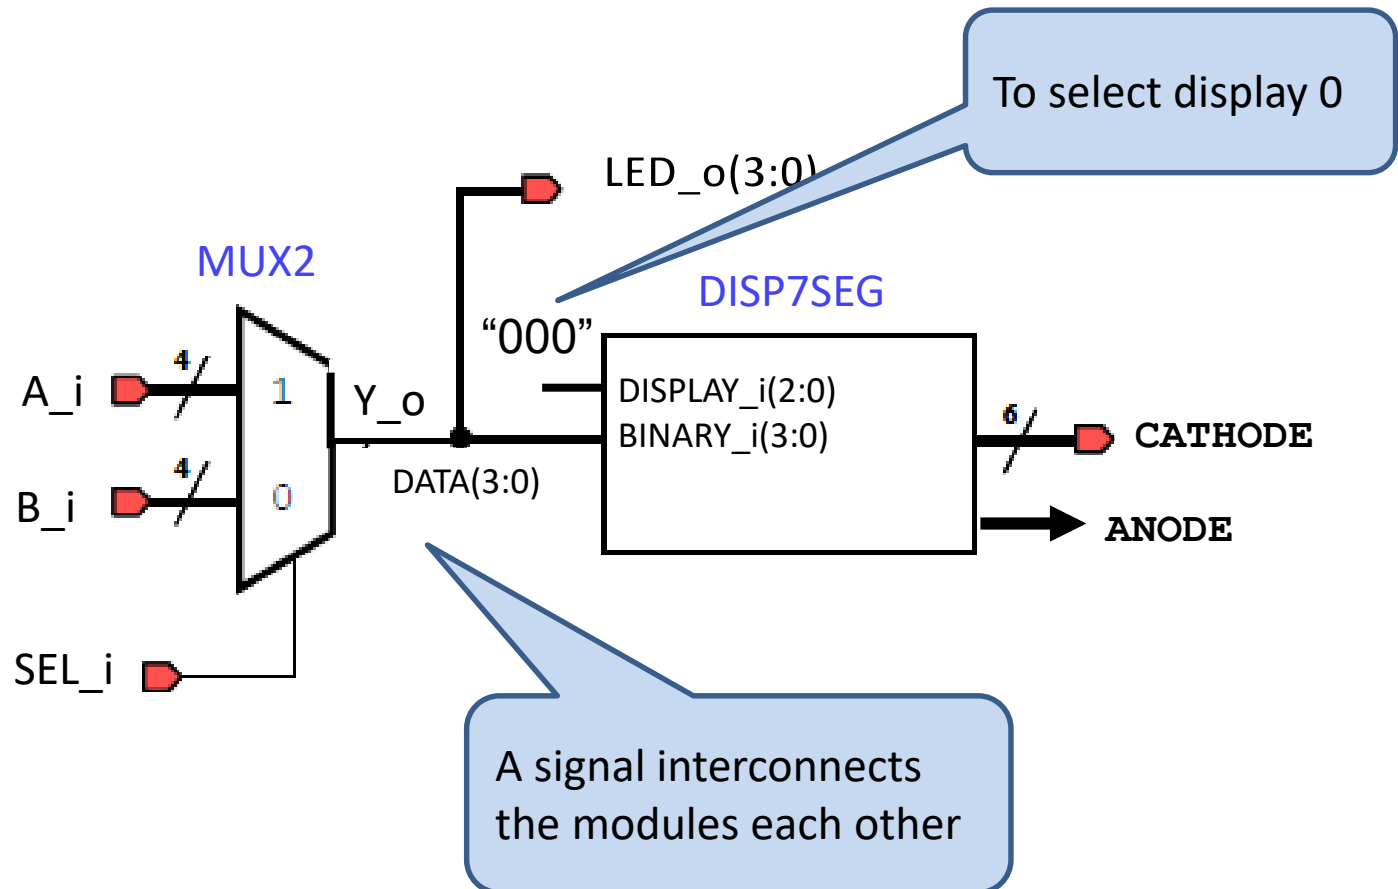 To select display 0
LED_o(3:0)
MUX2
DISP7SEG
“000”
4
A_i
1
Y_o
DISPLAY_i(2:0)
BINARY_i(3:0)
6
CATHODE
4
B_i
0
DATA(3:0)
ANODE
SEL_i
A signal interconnects
the modules each other